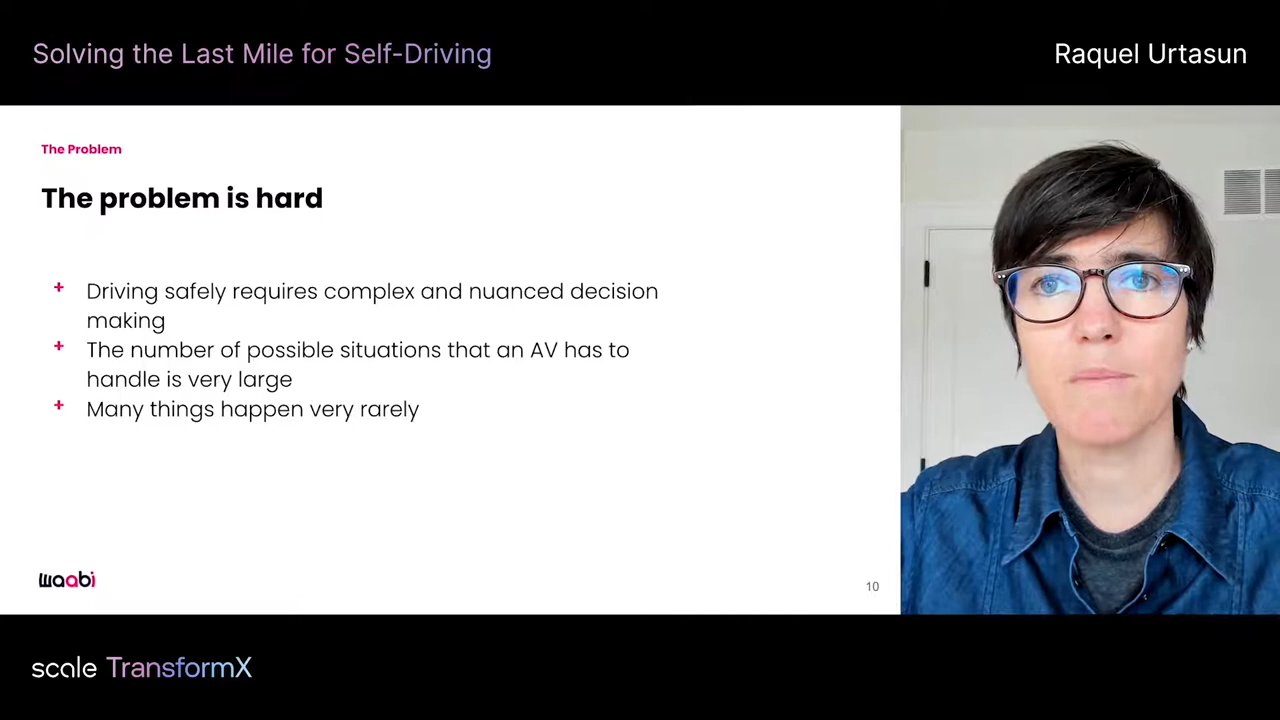 Solving the Last Mile for Self-Driving
Raquel Urtasun
The Problem
The problem is hard
+ Driving safely requires complex and nuanced decision
making
+ The number of possible situations that an AV has to
handle is very large
+ Many things happen very rarely
waabi
10
scale TransformX